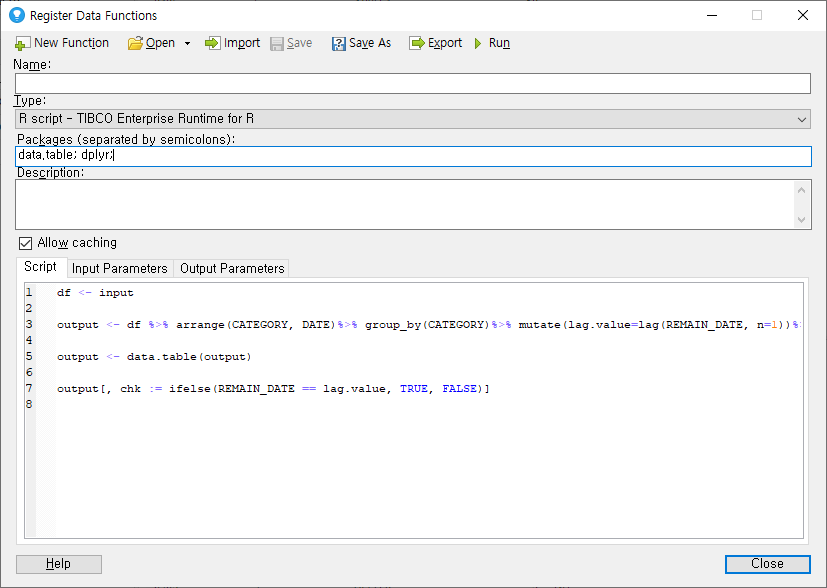 Register Data Functions
New Function Open Import Save Save As Export Run
Name:
Type:
R script - TIBCO Enterprise Runtime for R
Packages (separated by semicolons):
data.table; dplyr;
Description:
Allow caching
Script Input Parameters Output Parameters
1 df <- input
2
3 output <- df %>% arrange(CATEGORY, DATE)%>% group_by(CATEGORY)%>% mutate(lag.value=lag(REMAIN_DATE, n=1))%
4
5 output <- data.table(output)
6
7 output[, chk := ifelse(REMAIN_DATE == lag.value, TRUE, FALSE)]
8
Help Close